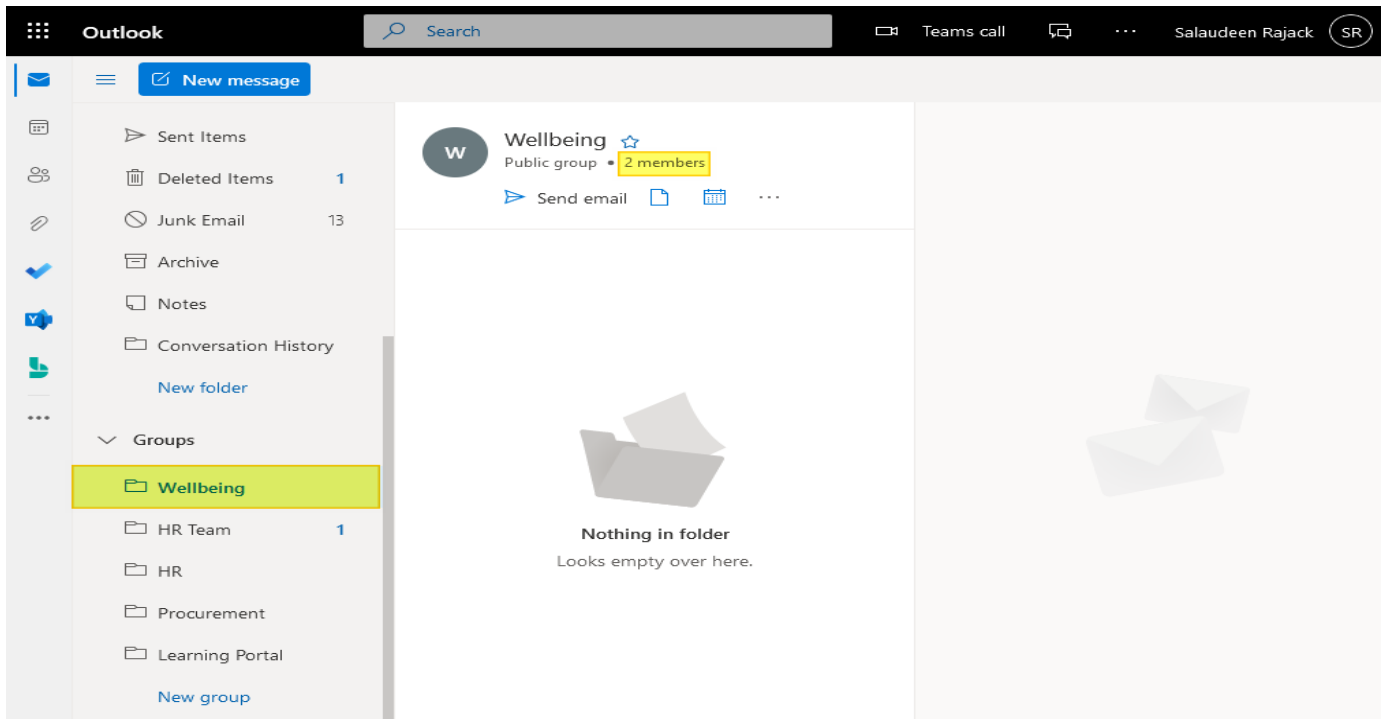 Outlook
Search
Teams call
Salaudeen Rajack
SR
New message
Sent Items
Deleted Items 1
Junk Email 13
Archive
Notes
Conversation History
New folder
Groups
Wellbeing
HR Team 1
HR
Procurement
Learning Portal
New group
W
Wellbeing
Public group • 2 members
Send email
Nothing in folder
Looks empty over here.